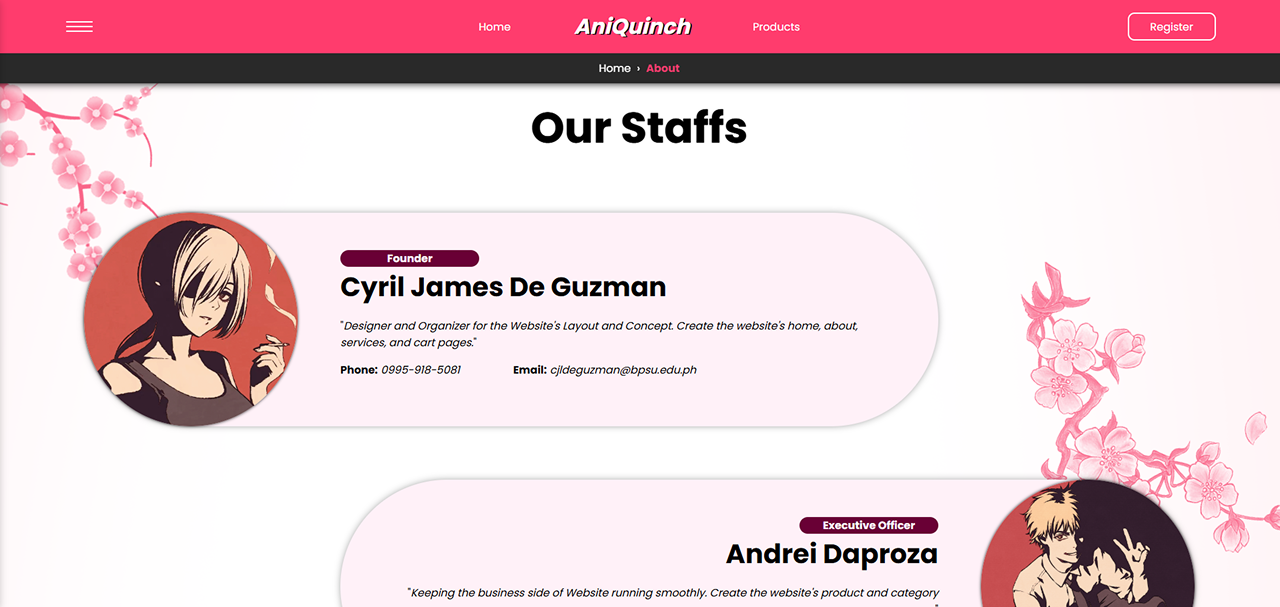 Home
AniQuinch
Products
Register
Home › About
Our Staffs
Founder
Cyril James De Guzman
"Designer and Organizer for the Website's Layout and Concept. Create the website's home, about,
services, and cart pages."
Phone: 0995-918-5081 Email: cjldeguzman@bpsu.edu.ph
Executive Officer
Andrei Daproza
"Keeping the business side of Website running smoothly. Create the website's product and category